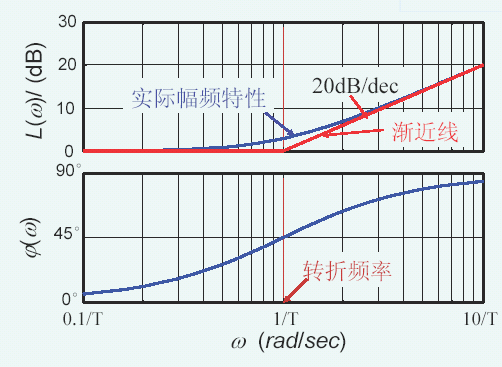 30
20
10
0
L(ω)/ (dB)
实际幅频特性
20dB/dec
渐近线
90°
45°
0°
φ(ω)
转折频率
0.1/T
1/T
10/T
ω (rad/sec)